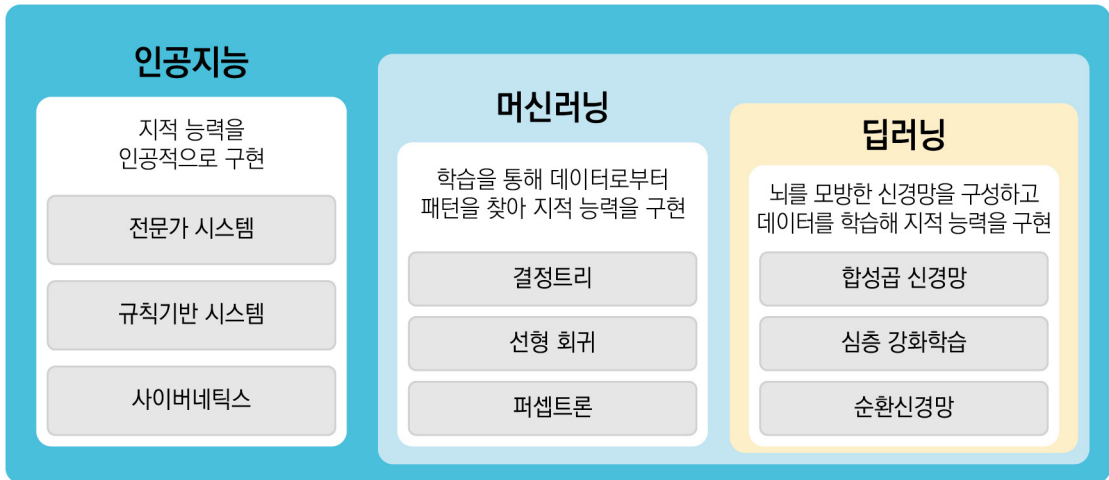 인공지능
지적 능력을
인공적으로 구현
전문가 시스템
규칙기반 시스템
사이버네틱스
머신러닝
학습을 통해 데이터로부터
패턴을 찾아 지적 능력을 구현
결정트리
선형 회귀
퍼셉트론
딥러닝
뇌를 모방한 신경망을 구성하고
데이터를 학습해 지적 능력을 구현
합성곱 신경망
심층 강화학습
순환신경망